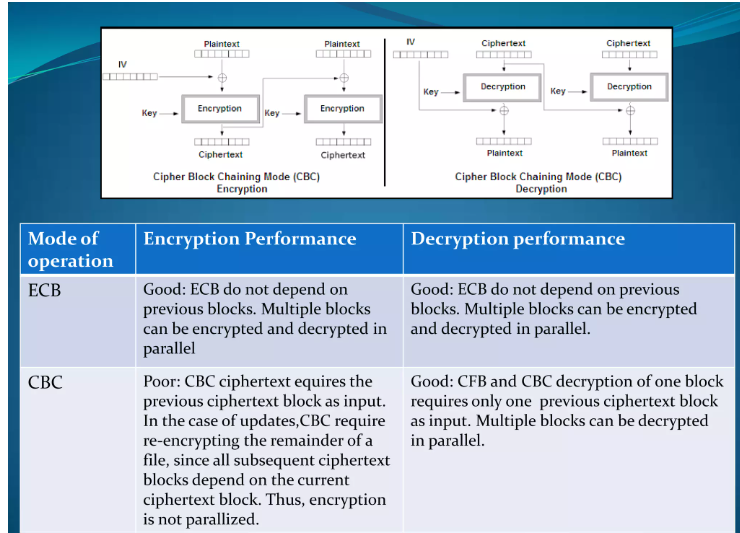 Plaintext
Plaintext
IV
Key
Encryption
Key
Encryption
Ciphertext
Ciphertext
Cipher Block Chaining Mode (CBC)
Encryption
IV
Ciphertext
Ciphertext
Key
Decryption
Key
Decryption
Plaintext
Plaintext
Cipher Block Chaining Mode (CBC)
Decryption
Mode of
operation
Encryption Performance
Decryption performance
ECB
Good: ECB do not depend on
previous blocks. Multiple blocks
can be encrypted and decrypted in
parallel
Good: ECB do not depend on previous
blocks. Multiple blocks can be encrypted
and decrypted in parallel.
CBC
Poor: CBC ciphertext equires the
previous ciphertext block as input.
In the case of updates,CBC require
re-encrypting the remainder of a
file, since all subsequent ciphertext
blocks depend on the current
ciphertext block. Thus, encryption
is not parallized.
Good: CFB and CBC decryption of one block
requires only one previous ciphertext block
as input. Multiple blocks can be decrypted
in parallel.